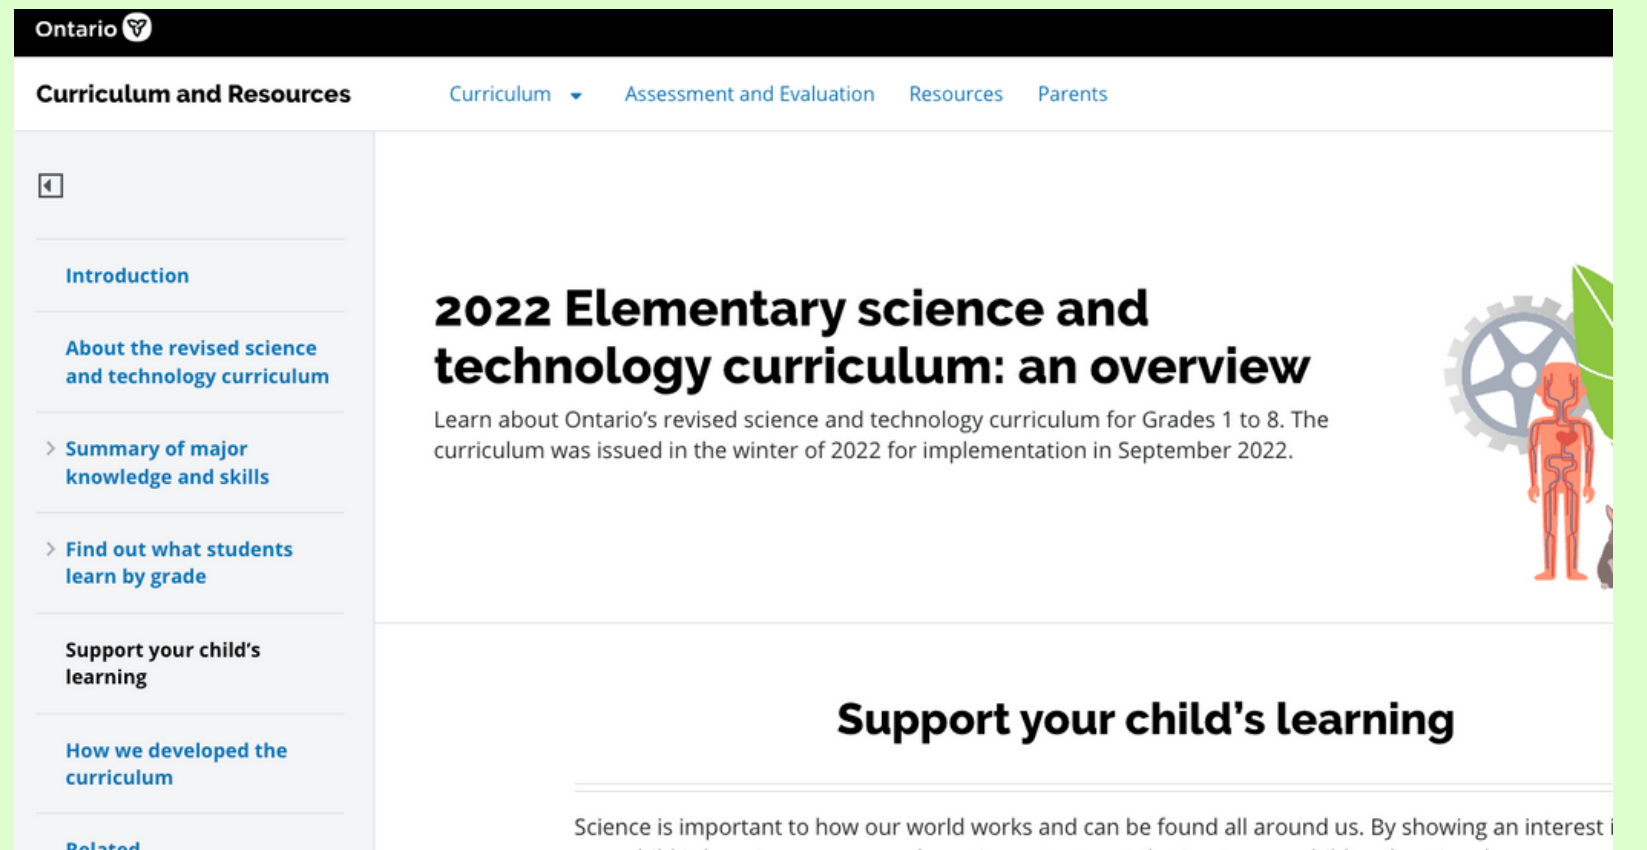 Ontario
Curriculum and Resources
Curriculum
Assessment and Evaluation
Resources
Parents
Introduction
About the revised science
and technology curriculum
Summary of major
knowledge and skills
Find out what students
learn by grade
Support your child's
learning
How we developed the
curriculum
Related
2022 Elementary science and
technology curriculum: an overview
Learn about Ontario's revised science and technology curriculum for Grades 1 to 8. The
curriculum was issued in the winter of 2022 for implementation in September 2022.
Support your child's learning
Science is important to how our world works and can be found all around us. By showing an interest